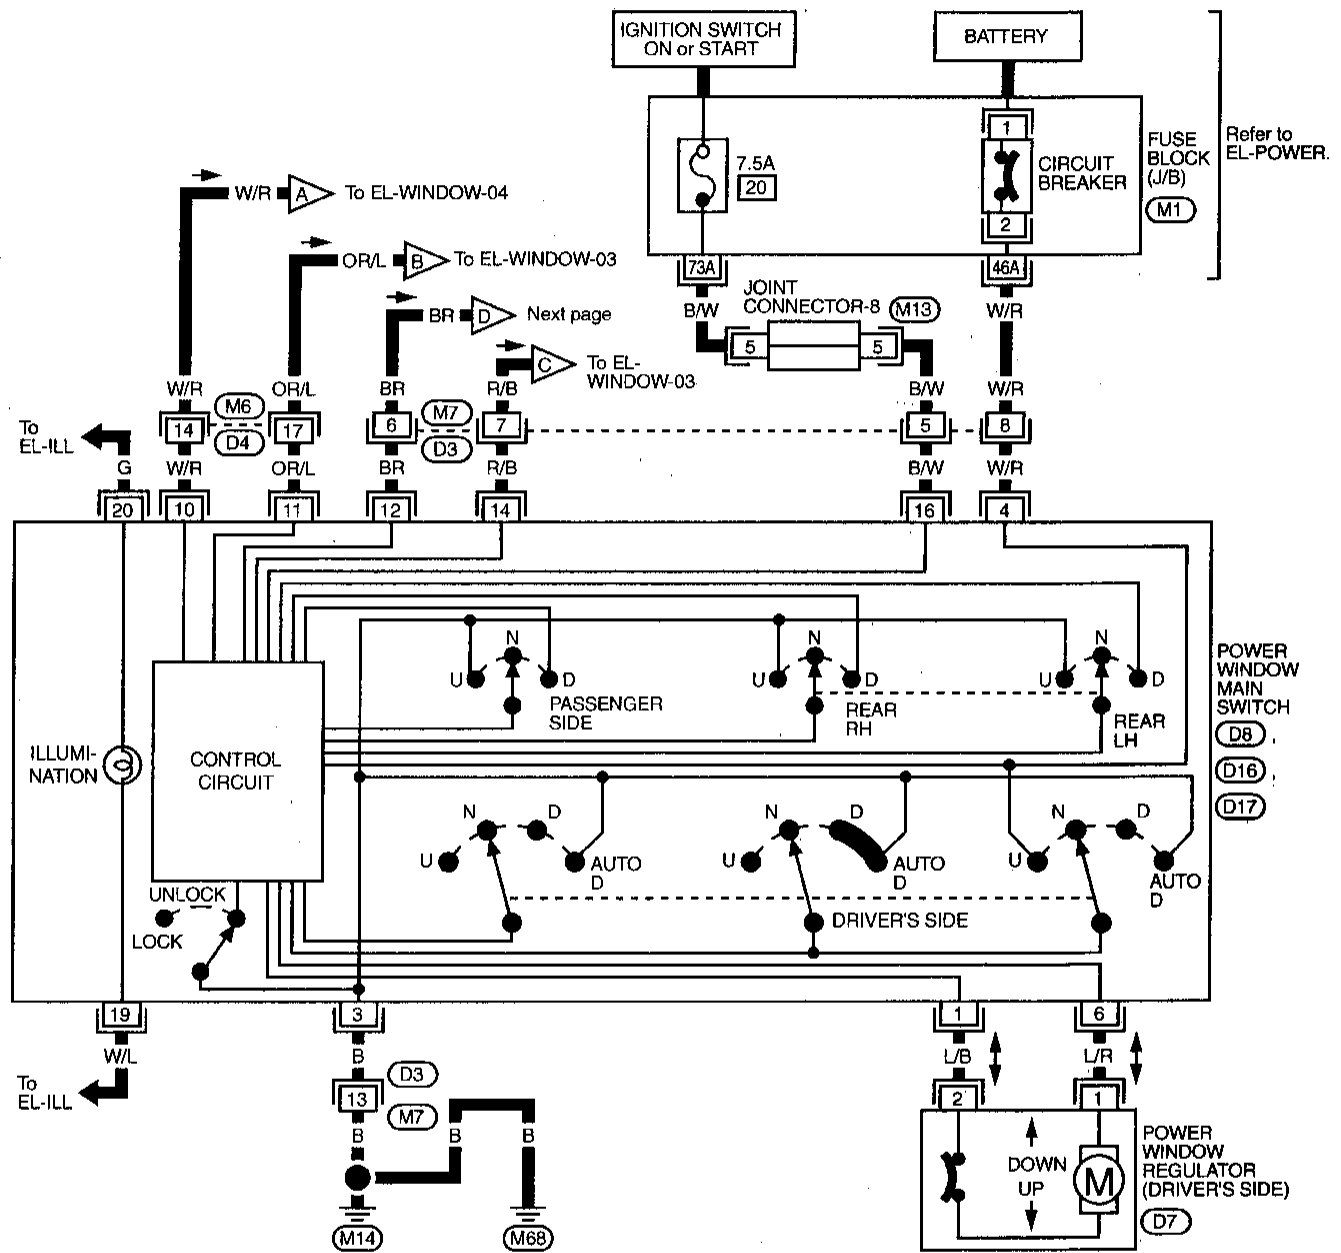 IGNITION SWITCH
ON or START
BATTERY
1
7.5A
20
CIRCUIT
BREAKER
2
FUSE
BLOCK
(J/B)
M1
Refer to
EL-POWER.
W/R
A
To EL-WINDOW-04
OR/L
B
To EL-WINDOW-03
BR
D
Next page
C
To EL-
WINDOW-03
73A
46A
B/W
JOINT
CONNECTOR-8
M13
W/R
5
5
To
EL-ILL
G
W/R
M6
OR/L
BR
M7
R/B
B/W
W/R
14
D4
17
6
D3
7
5
8
W/R
OR/L
BR
R/B
B/W
W/R
20
10
11
12
14
16
4
U
N
D
PASSENGER
SIDE
U
N
D
REAR
RH
U
N
D
REAR
LH
POWER
WINDOW
MAIN
SWITCH
D8 ,
D16 ,
D17
ILLUMI-
NATION
CONTROL
CIRCUIT
U
N
D
AUTO
D
U
N
D
AUTO
D
U
N
D
AUTO
D
DRIVER'S SIDE
UNLOCK
LOCK
19
3
1
6
W/L
B
L/B
L/R
To
EL-ILL
D3
13
M7
B
B
B
M14
M68
2
1
DOWN
UP
M
POWER
WINDOW
REGULATOR
(DRIVER'S SIDE)
D7